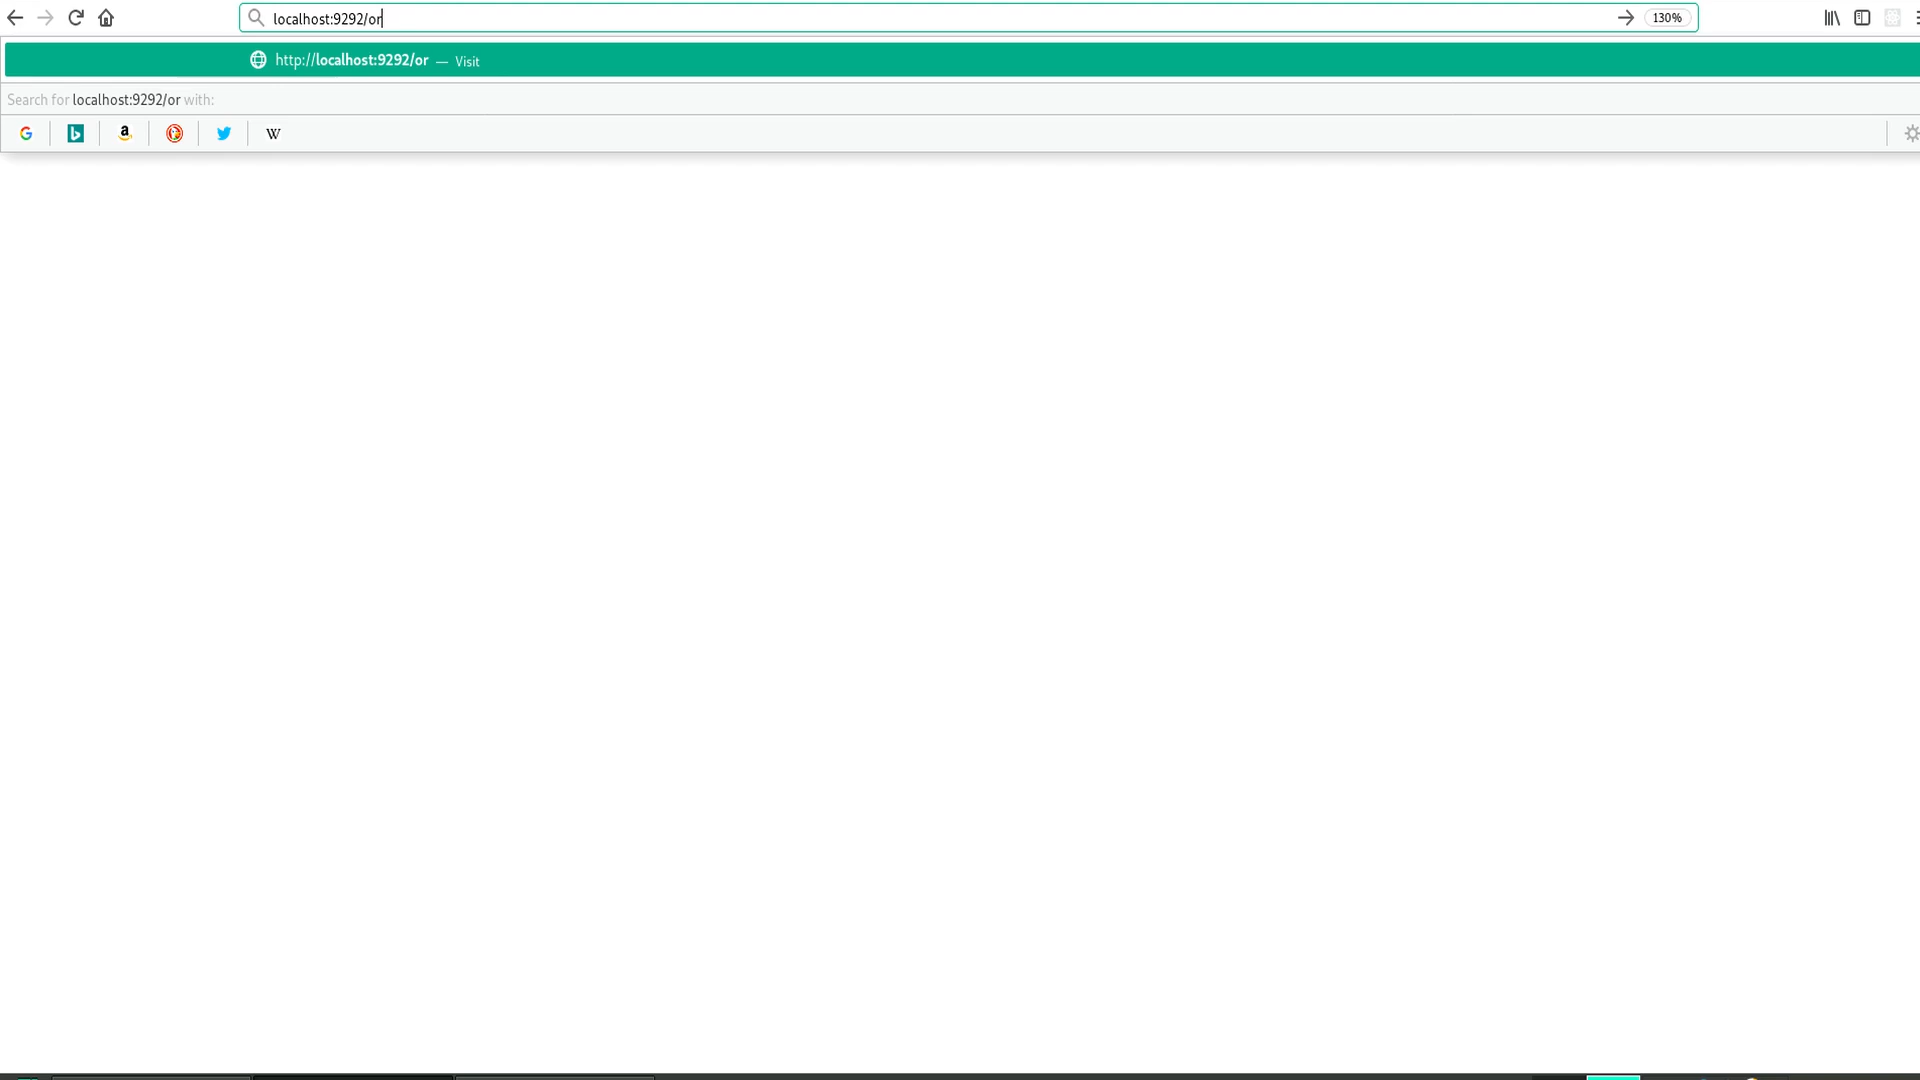 localhost:9292/or
130%
http://localhost:9292/or — Visit
Search for localhost:9292/or with: